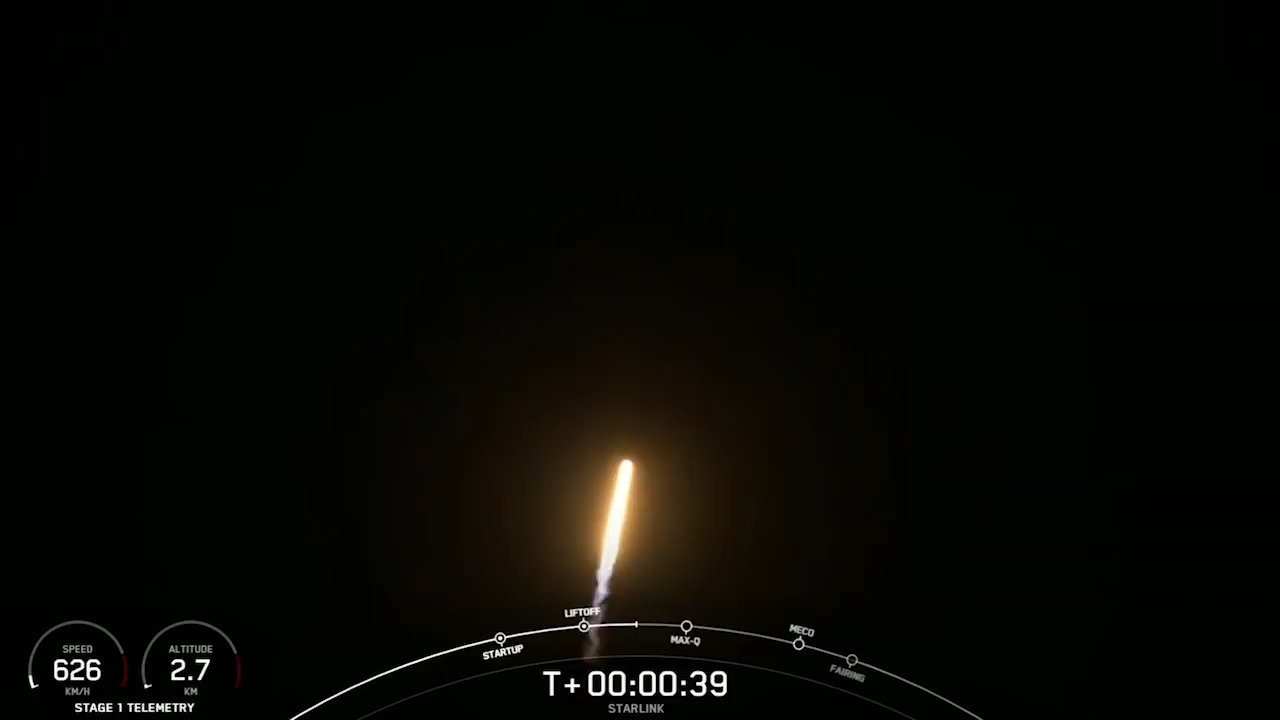 LIFTOFF
STARTUP
MAX-Q
MECO
FAIRING
SPEED
626
KM/H
ALTITUDE
2.7
KM
STAGE 1 TELEMETRY
T+ 00:00:39
STARLINK